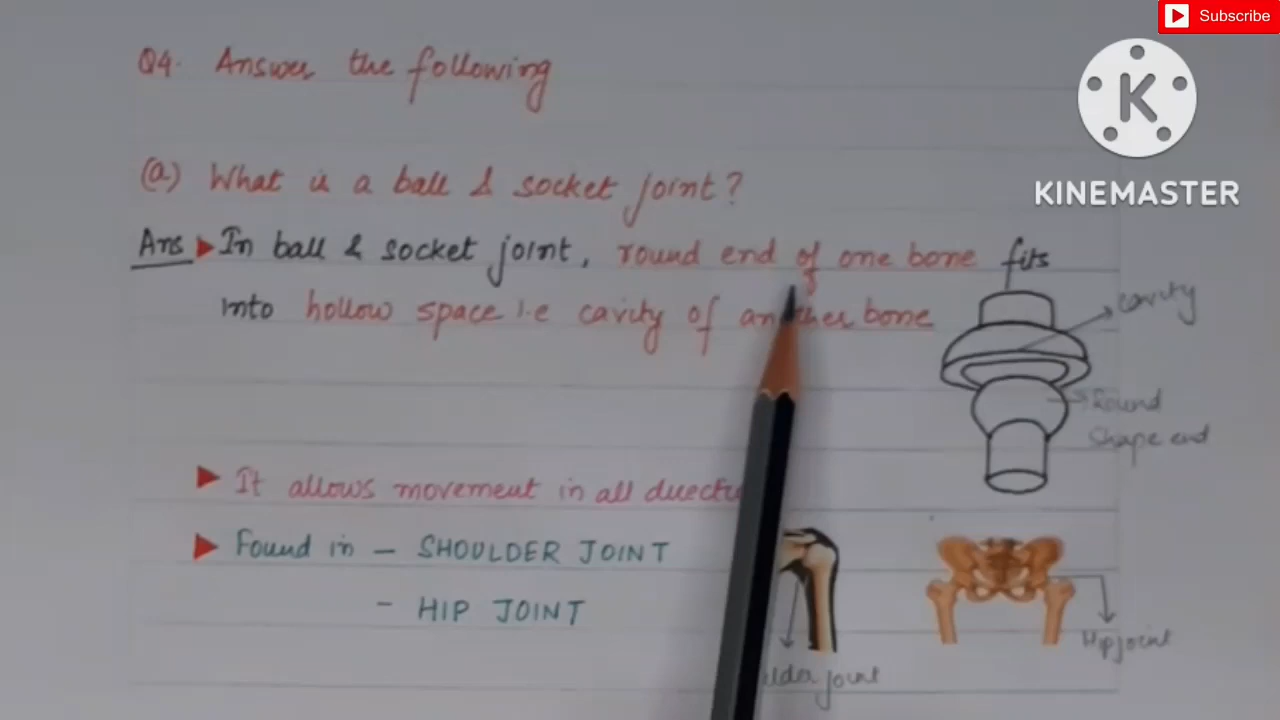 Subscribe
Q4. Answer the following
K
KINEMASTER
(a) What is a ball & socket joint?
Ans In ball & socket joint, round end of one bone fits
into hollow space i.e cavity of another bone
cavity
Round
shape end
It allows movement in all
Found in - SHOULDER JOINT
- HIP JOINT
joint
Hip joint